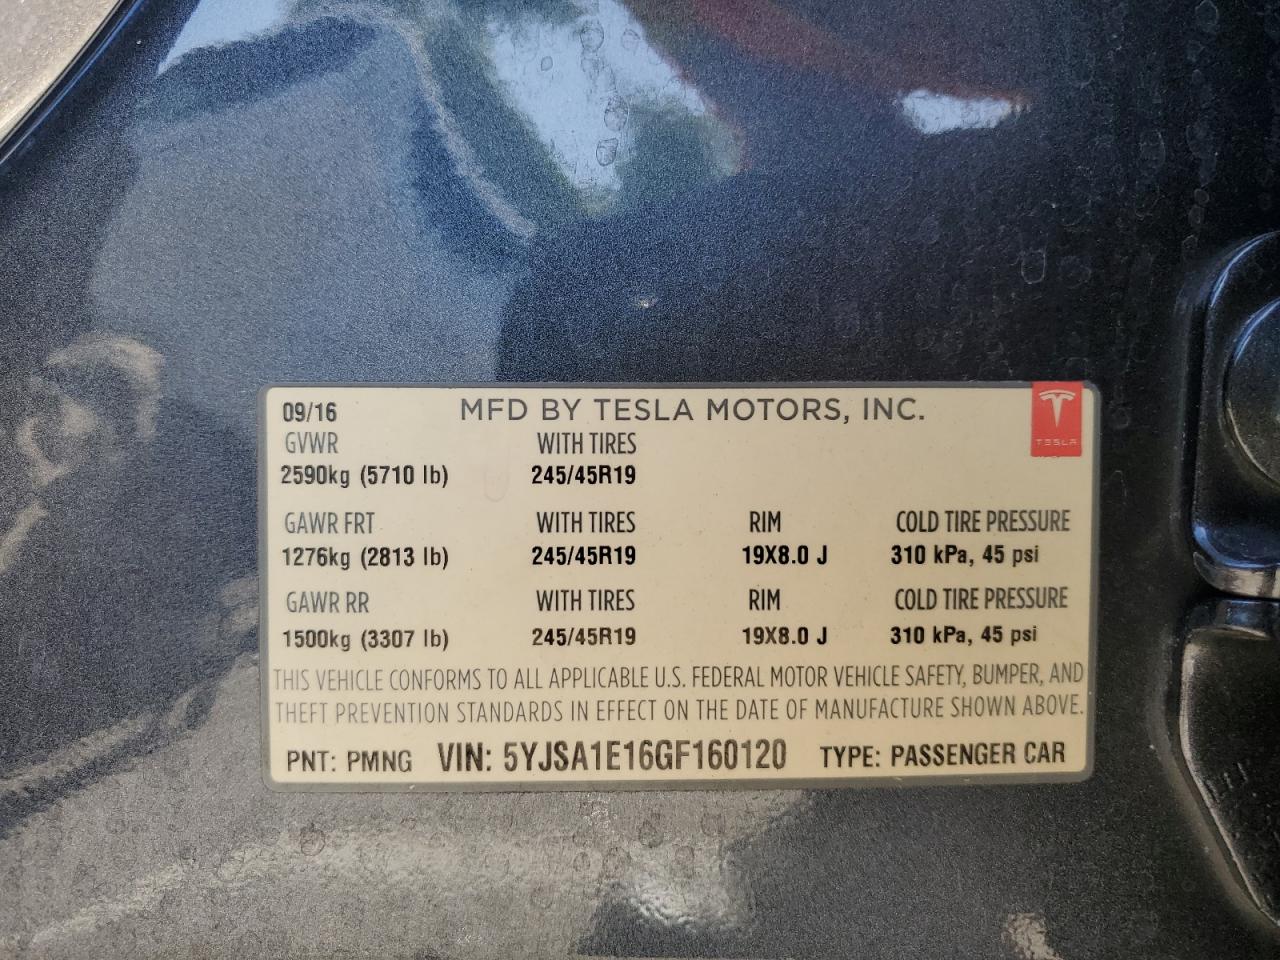 09/16 MFD BY TESLA MOTORS, INC.
TESLA
GVWR WITH TIRES
2590kg (5710 lb) 245/45R19
GAWR FRT WITH TIRES RIM COLD TIRE PRESSURE
1276kg (2813 lb) 245/45R19 19X8.0 J 310 kPa, 45 psi
GAWR RR WITH TIRES RIM COLD TIRE PRESSURE
1500kg (3307 lb) 245/45R19 19X8.0 J 310 kPa, 45 psi
THIS VEHICLE CONFORMS TO ALL APPLICABLE U.S. FEDERAL MOTOR VEHICLE SAFETY, BUMPER, AND
THEFT PREVENTION STANDARDS IN EFFECT ON THE DATE OF MANUFACTURE SHOWN ABOVE.
PNT: PMNG VIN: 5YJSA1E16GF160120 TYPE: PASSENGER CAR